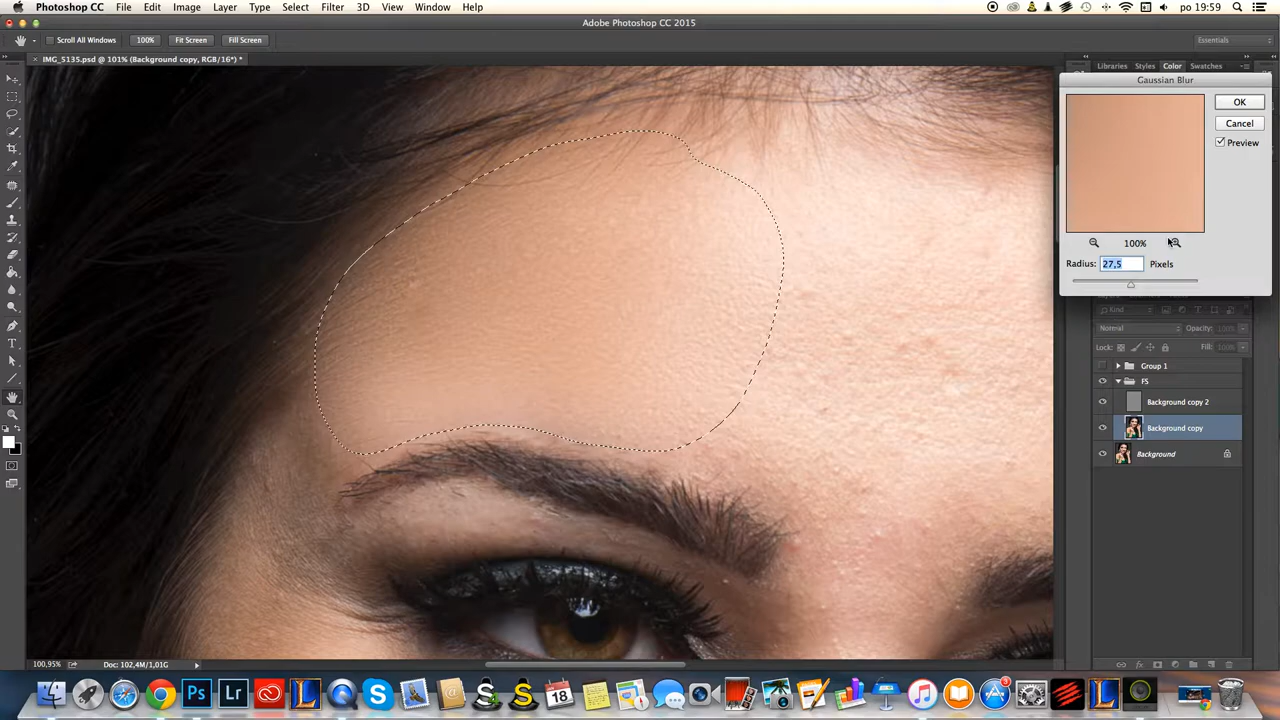 Photoshop CC File Edit Image Layer Type Select Filter 3D View Window Help po 19:59
Adobe Photoshop CC 2015
Scroll All Windows 100% Fit Screen Fill Screen Essentials
IMG_5135.psd @ 101% (Background copy, RGB/16*) * Libraries Styles Color Swatches
Gaussian Blur
OK
Cancel
Preview
100%
Radius: 27,5 Pixels
Kind
Normal Opacity: 100%
Lock: Fill: 100%
Group 1
FS
Background copy 2
Background copy
Background
100,95% Doc: 102,4M/1,01G